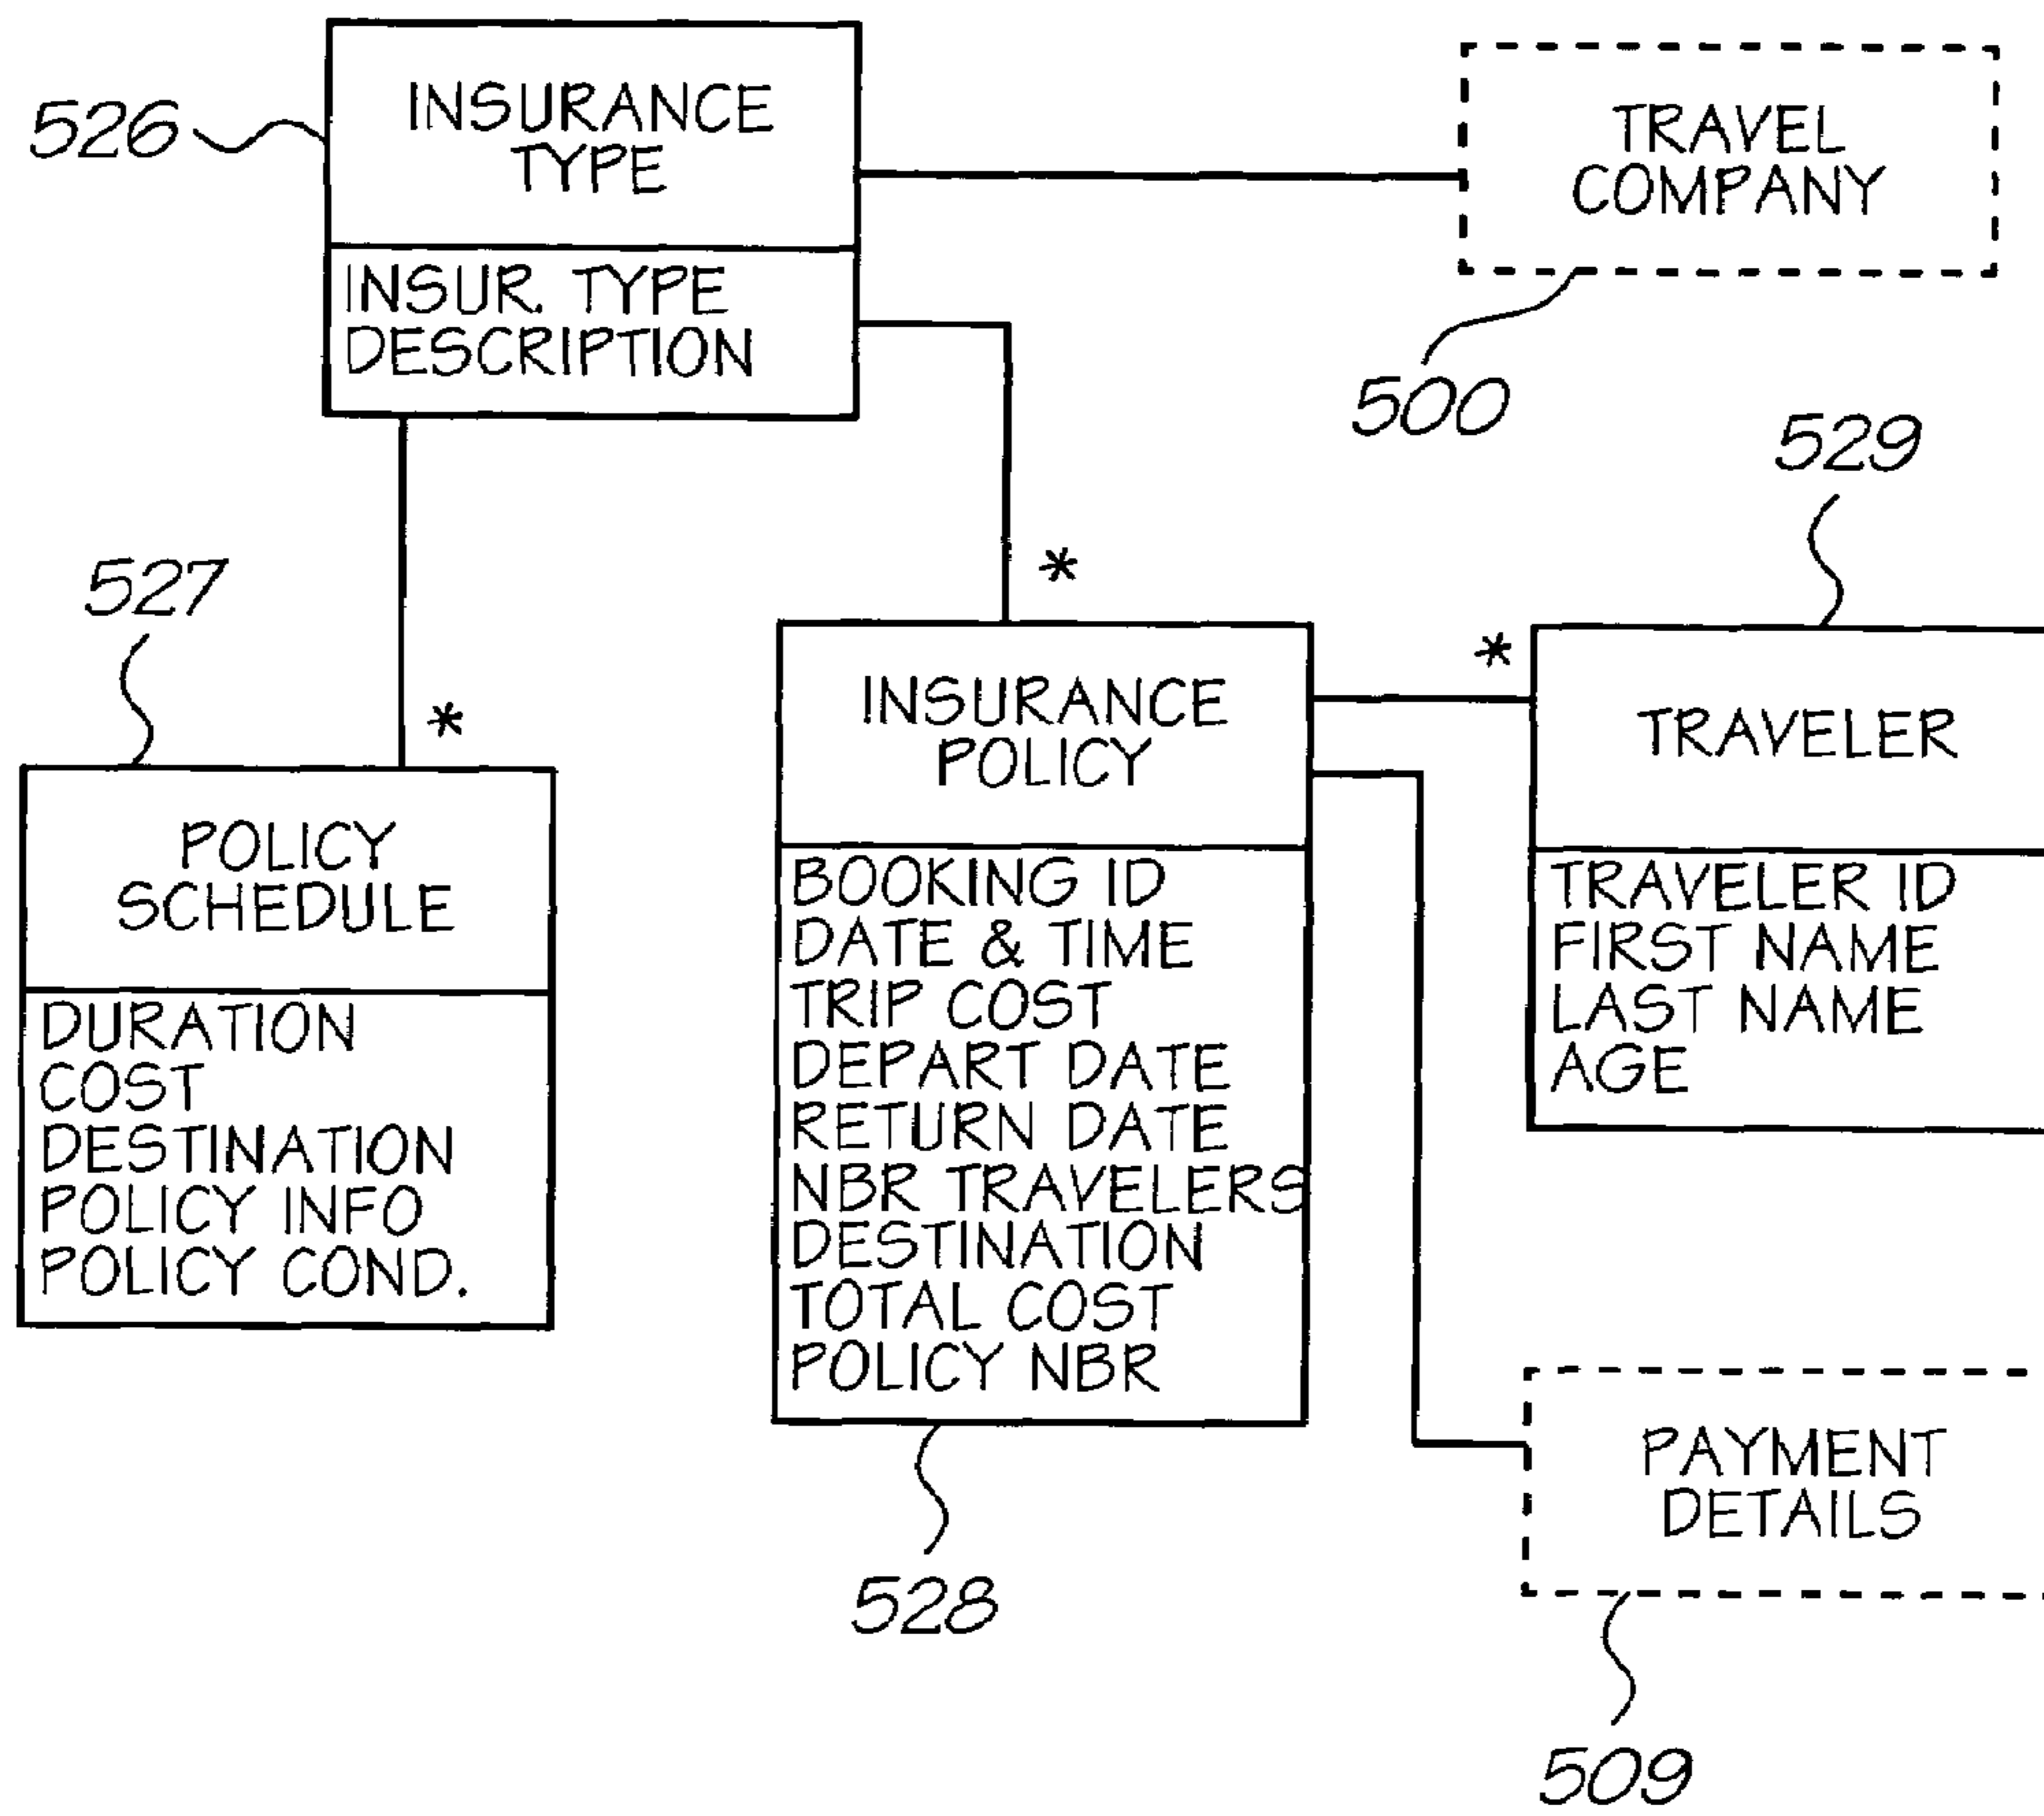 526
INSURANCE
TYPE
INSUR. TYPE
DESCRIPTION
TRAVEL
COMPANY
500
527
*
POLICY
SCHEDULE
DURATION
COST
DESTINATION
POLICY INFO
POLICY COND.
*
INSURANCE
POLICY
BOOKING ID
DATE & TIME
TRIP COST
DEPART DATE
RETURN DATE
NBR TRAVELERS
DESTINATION
TOTAL COST
POLICY NBR
528
529
*
TRAVELER
TRAVELER ID
FIRST NAME
LAST NAME
AGE
PAYMENT
DETAILS
509